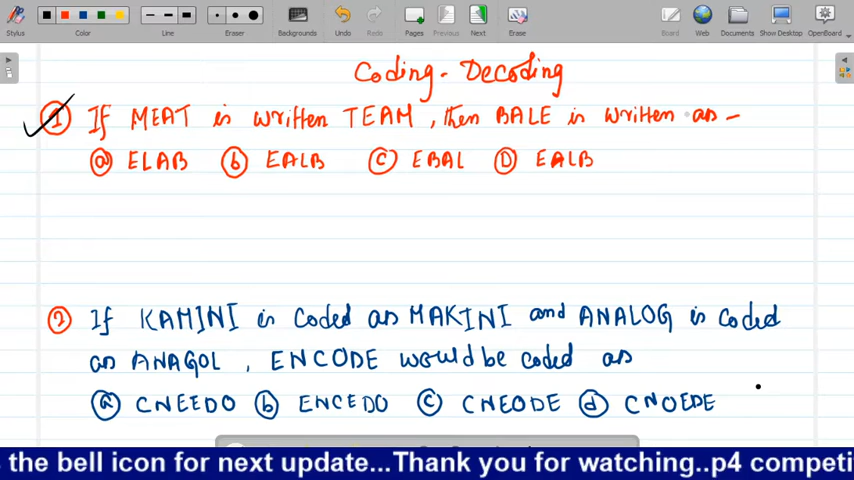 Stylus
Color
Line
Eraser
Backgrounds
Undo
Redo
Pages
Previous
Next
Erase
Board
Web
Documents
Show Desktop
OpenBoard
Coding - Decoding
① If MEAT is written TEAM, then BALE is written as -
ⓐ ELAB ⓑ EALB ⓒ EBAL Ⓓ EALB
② If KAMINI is coded as MAKINI and ANALOG is coded
as ANAGOL, ENCODE would be coded as
ⓐ CNEEDO ⓑ ENCEDO ⓒ CNEODE ⓓ CNOEDE
s the bell icon for next update...Thank you for watching..p4 competi